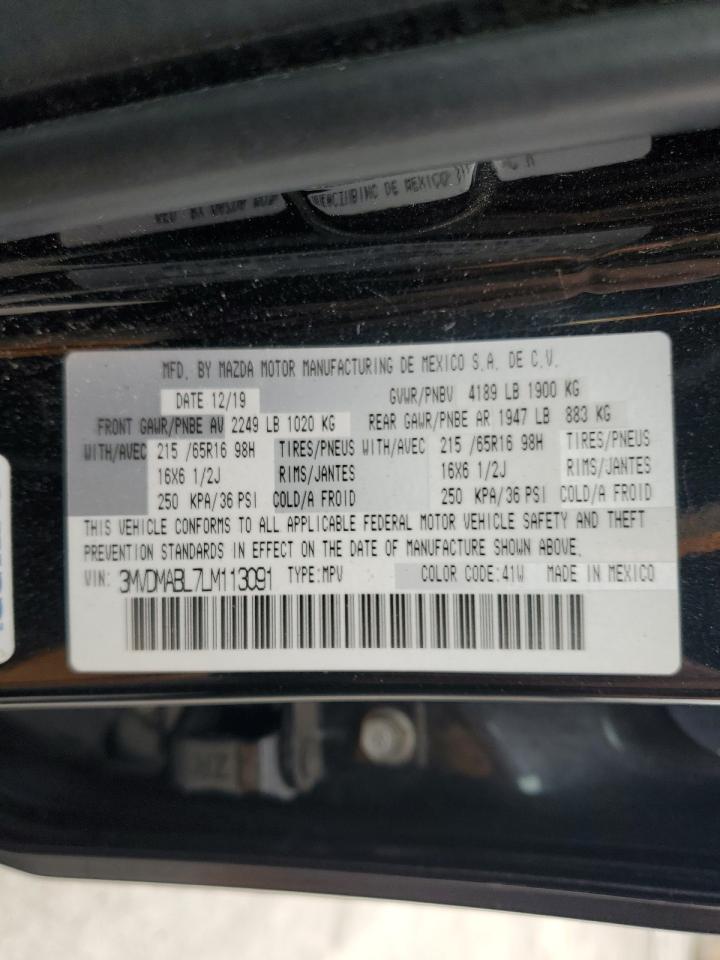 MFD. BY MAZDA MOTOR MANUFACTURING DE MEXICO S.A. DE C.V.
DATE 12/19 GVWR/PNBV 4189 LB 1900 KG
FRONT GAWR/PNBE AV 2249 LB 1020 KG REAR GAWR/PNBE AR 1947 LB 883 KG
WITH/AVEC 215 /65R16 98H TIRES/PNEUS WITH/AVEC 215 /65R16 98H TIRES/PNEUS
16X6 1/2J RIMS/JANTES 16X6 1/2J RIMS/JANTES
250 KPA/36 PSI COLD/A FROID 250 KPA/36 PSI COLD/A FROID
THIS VEHICLE CONFORMS TO ALL APPLICABLE FEDERAL MOTOR VEHICLE SAFETY AND THEFT
PREVENTION STANDARDS IN EFFECT ON THE DATE OF MANUFACTURE SHOWN ABOVE.
VIN: 3MVDMABL7LM113091 TYPE:MPV COLOR CODE:41W MADE IN MEXICO